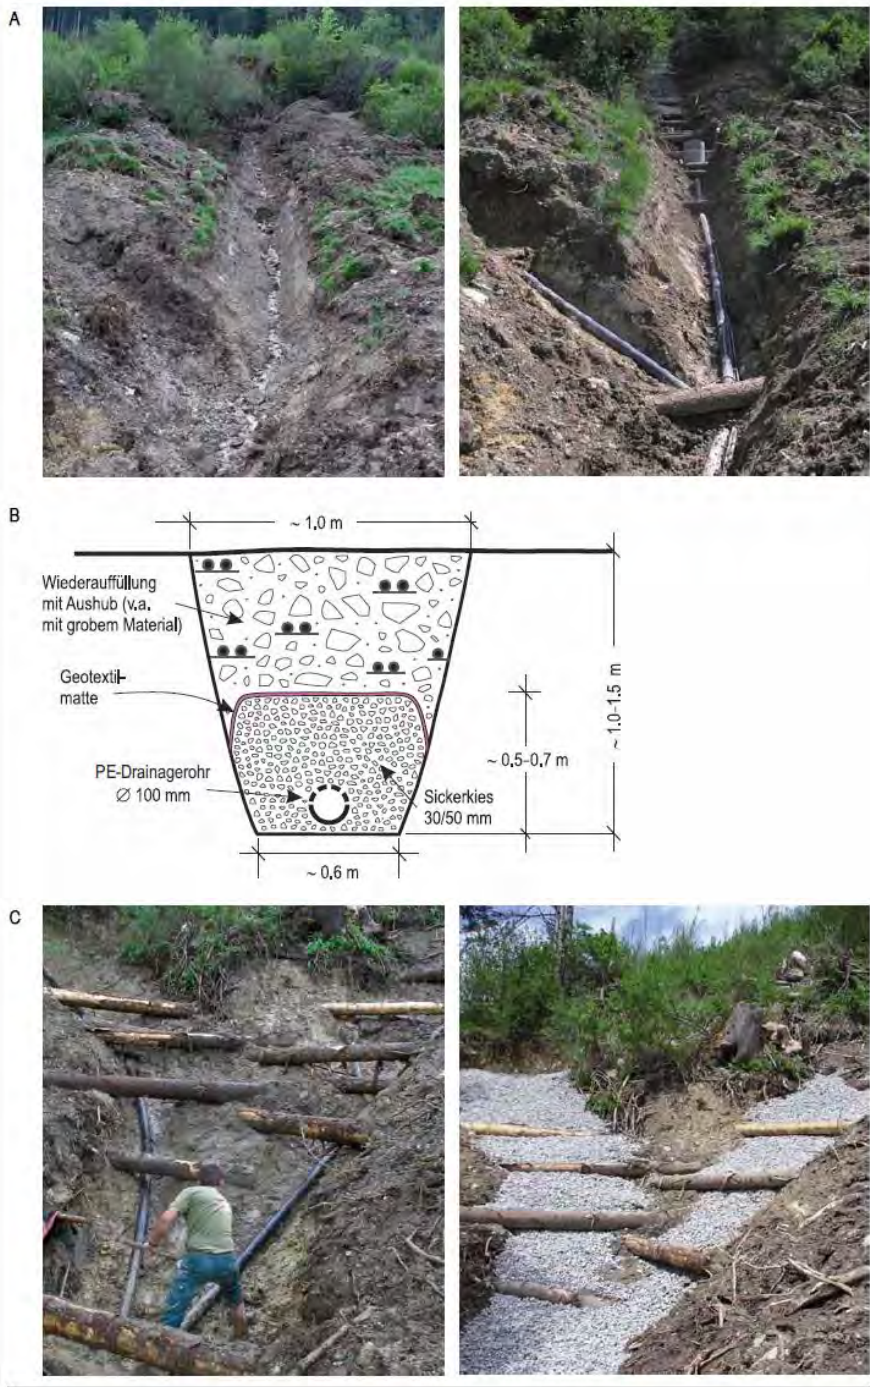 A
B
~ 1.0 m
Wiederauffüllung
mit Aushub (v.a.
mit grobem Material)
Geotextil-
matte
PE-Drainagerohr
Ø 100 mm
Sickerkies
30/50 mm
~ 0.5-0.7 m
~ 1.0-1.5 m
~ 0.6 m
C